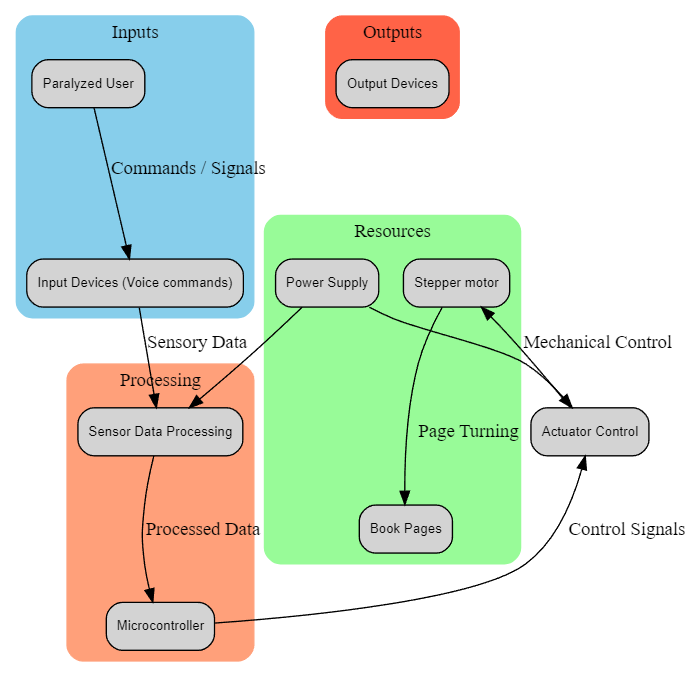 Inputs
Outputs
Paralyzed User
Output Devices
Commands / Signals
Resources
Input Devices (Voice commands)
Power Supply
Stepper motor
Sensory Data
Mechanical Control
Processing
Sensor Data Processing
Page Turning
Actuator Control
Processed Data
Book Pages
Control Signals
Microcontroller